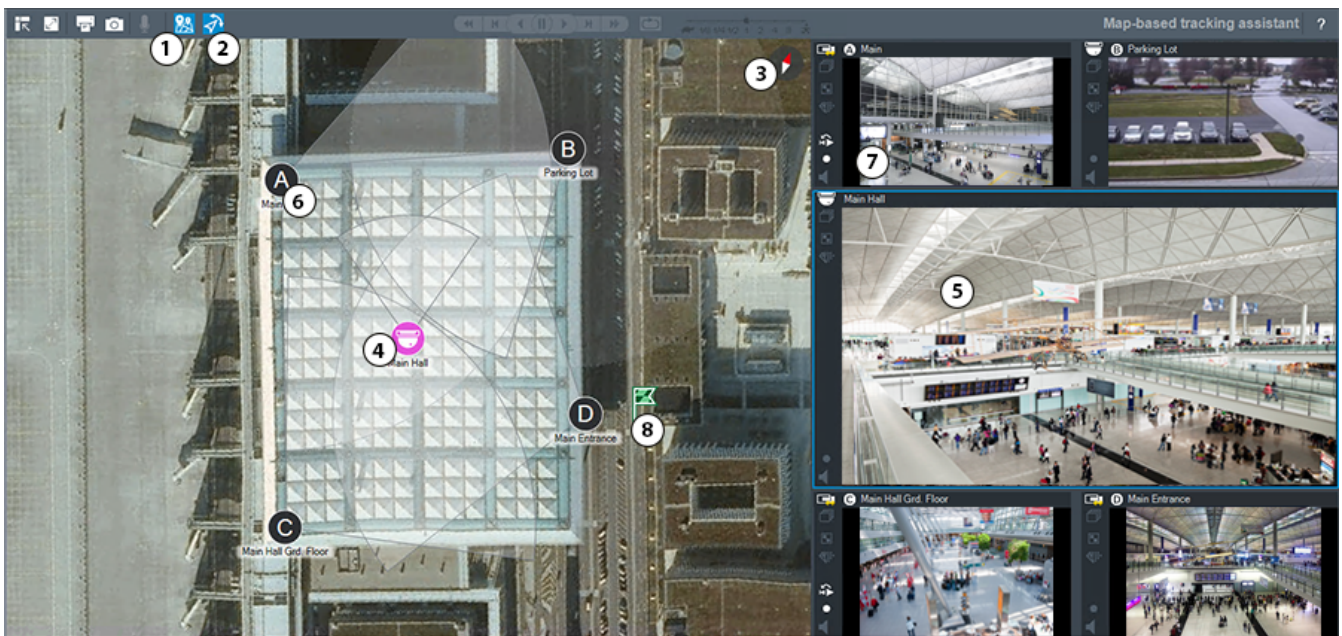 Map-based tracking assistant ?
1
2
3
A Main
B Parking Lot
B
Parking Lot
A
6
7
Main Hall
5
4
Main Hall
D
Main Entrance
8
C
Main Hall Grd. Floor
C Main Hall Grd. Floor
D Main Entrance